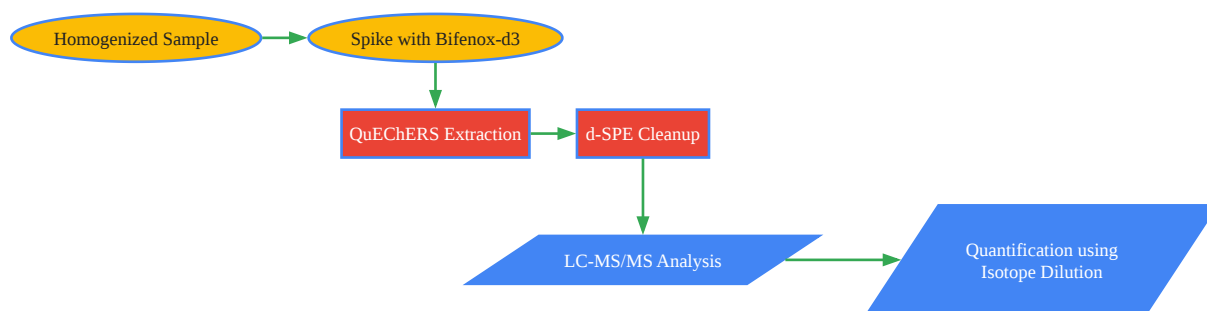 Homogenized Sample
Spike with Bifenox-d3
QuEChERS Extraction
d-SPE Cleanup
LC-MS/MS Analysis
Quantification using
Isotope Dilution